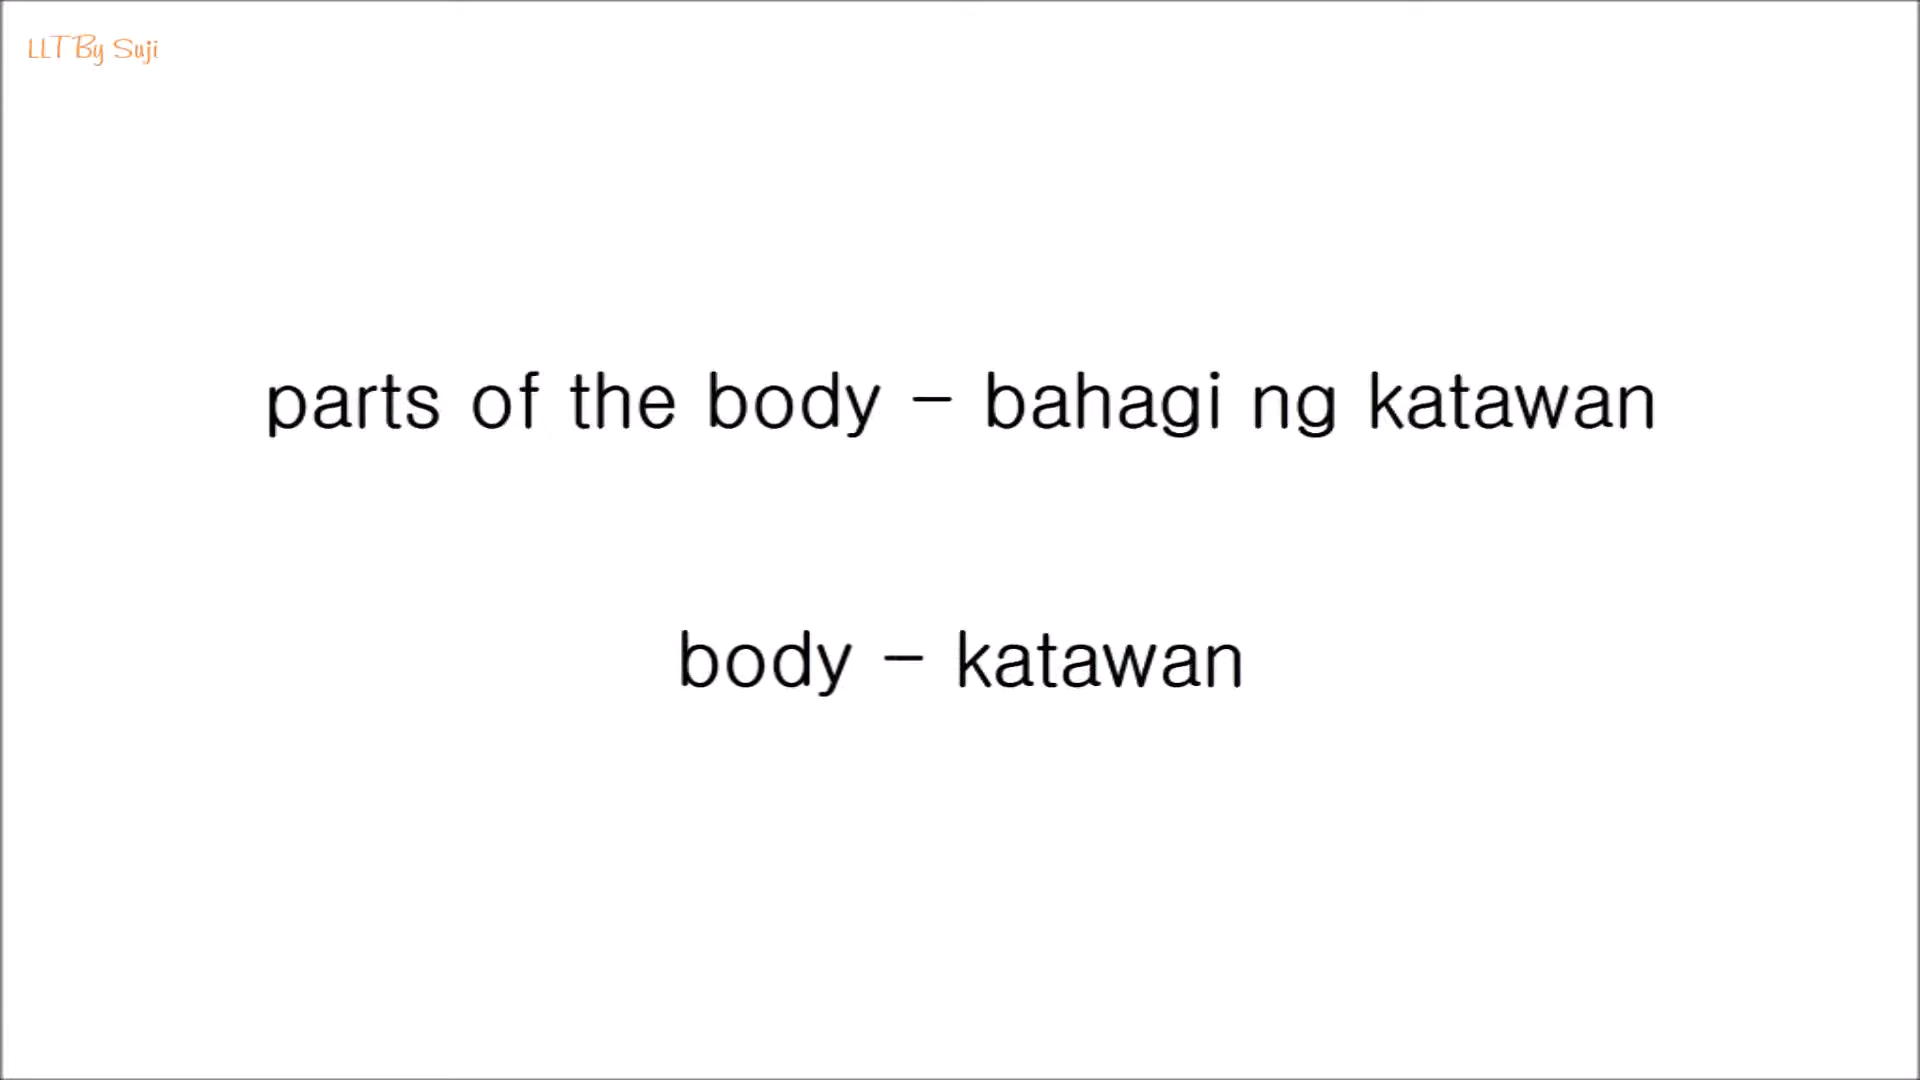 LLT By Suji
parts of the body - bahagi ng katawan
body - katawan